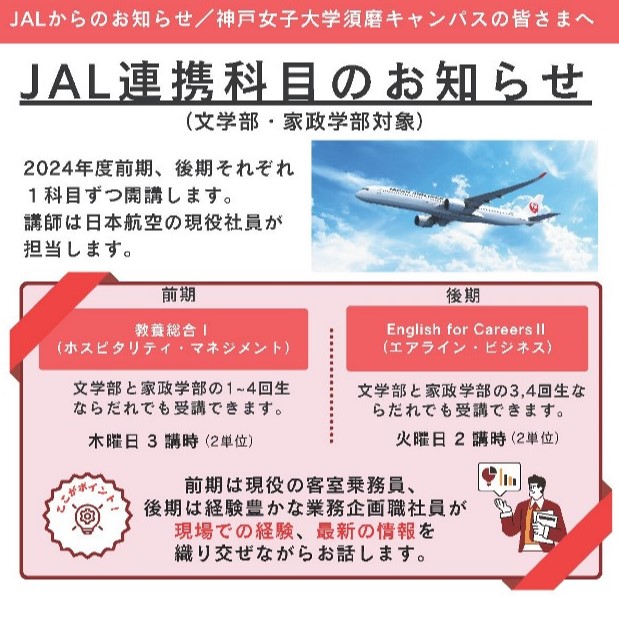 JALからのお知らせ／神戸女子大学須磨キャンパスの皆さまへ
JAL連携科目のお知らせ
（文学部・家政学部対象）
2024年度前期、後期それぞれ
１科目ずつ開講します。
講師は日本航空の現役社員が
担当します。
前期
教養総合Ⅰ
（ホスピタリティ・マネジメント）
文学部と家政学部の1~4回生
ならだれでも受講できます。
木曜日 3 講時（2単位）
後期
English for CareersⅡ
（エアライン・ビジネス）
文学部と家政学部の3,4回生な
らだれでも受講できます。
火曜日 2 講時（2単位）
ここがポイント！
前期は現役の客室乗務員、
後期は経験豊かな業務企画職社員が
現場での経験、最新の情報を
織り交ぜながらお話します。